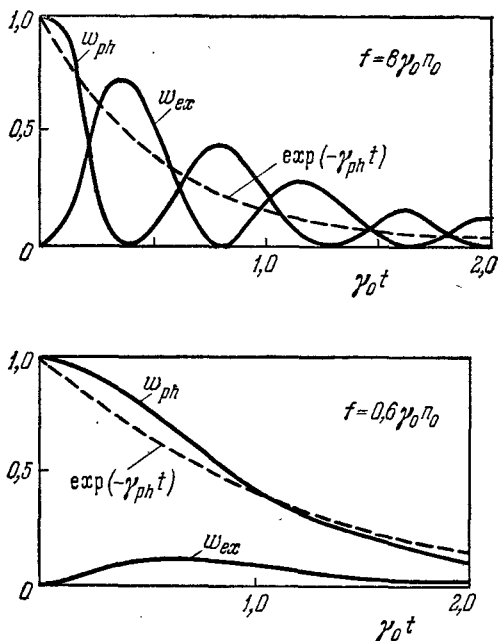 1,0
w_ph
w_ex
f=8γ₀n₀
0,5
exp(-γ_ph t)
0
1,0
2,0
γ₀t
1,0
w_ph
f=0,6γ₀n₀
0,5
exp(-γ_ph t)
w_ex
0
1,0
2,0
γ₀t